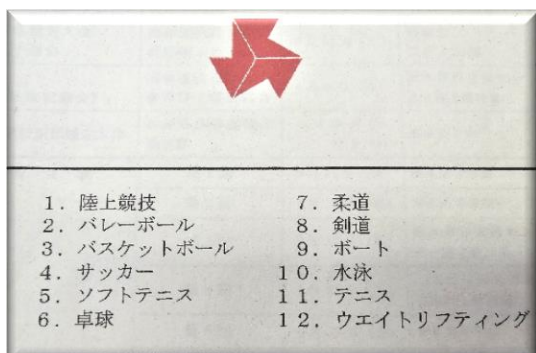 1. 陸上競技
2. バレーボール
3. バスケットボール
4. サッカー
5. ソフトテニス
6. 卓球
7. 柔道
8. 剣道
9. ボート
10. 水泳
11. テニス
12. ウエイトリフティング